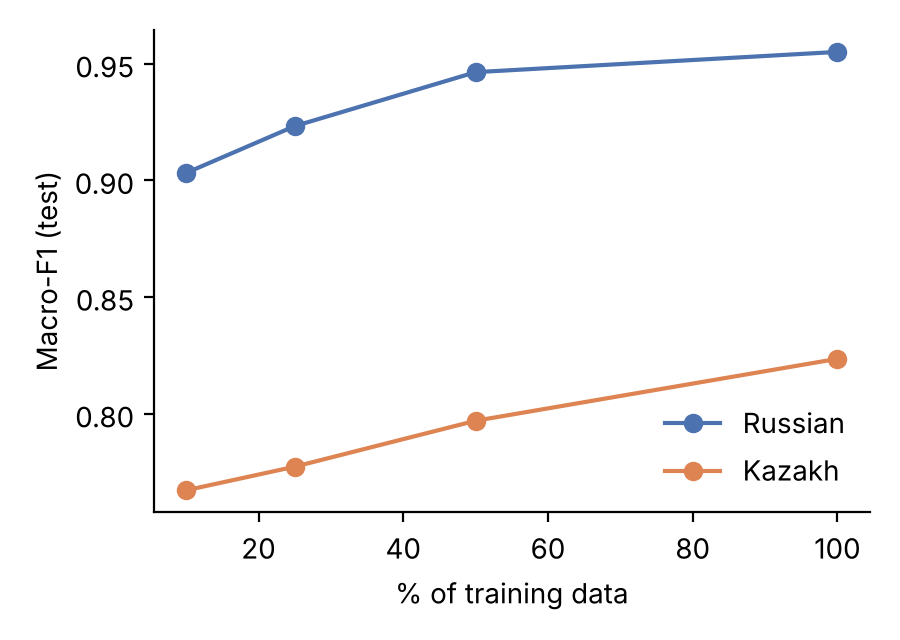 Macro-F1 (test)
0.95
0.90
0.85
0.80
Russian
Kazakh
20 40 60 80 100
% of training data